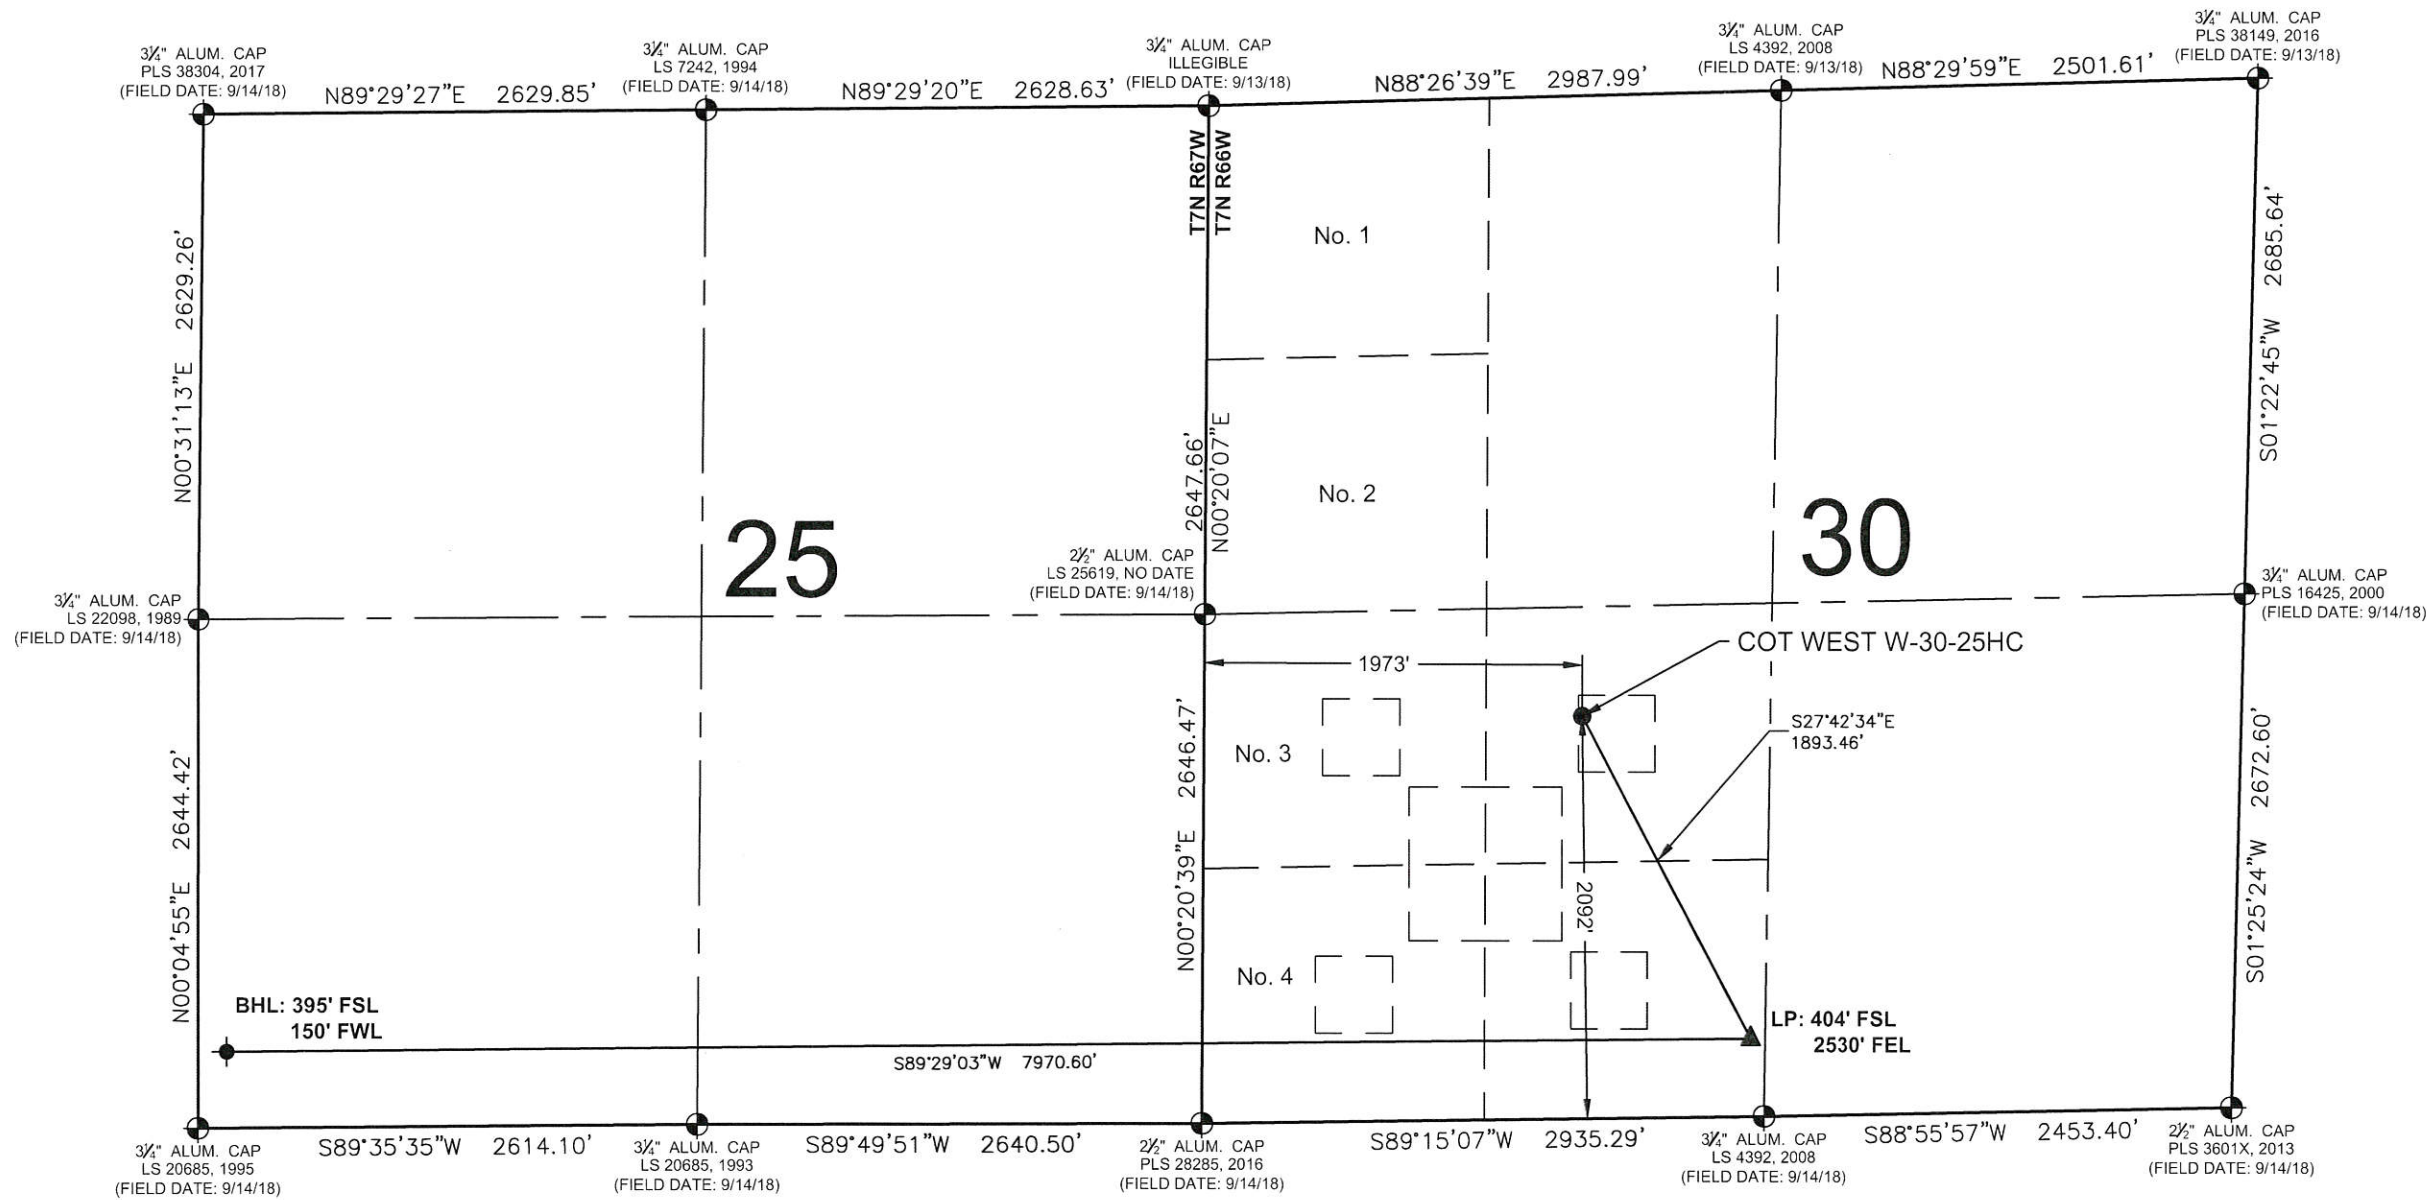 3¼" ALUM. CAP
PLS 38304, 2017
(FIELD DATE: 9/14/18)
N89°29'27"E 2629.85'
3¼" ALUM. CAP
LS 7242, 1994
(FIELD DATE: 9/14/18)
N89°29'20"E 2628.63'
3¼" ALUM. CAP
ILLEGIBLE
(FIELD DATE: 9/13/18)
N88°26'39"E 2987.99'
3¼" ALUM. CAP
LS 4392, 2008
(FIELD DATE: 9/13/18)
N88°29'59"E 2501.61'
3¼" ALUM. CAP
PLS 38149, 2016
(FIELD DATE: 9/13/18)
N00°31'13"E 2629.26'
T7N R67W
T7N R66W
No. 1
S01°22'45"W 2685.64'
2647.66'
N00°20'07"E
No. 2
25
30
3¼" ALUM. CAP
LS 22098, 1989
(FIELD DATE: 9/14/18)
2½" ALUM. CAP
LS 25619, NO DATE
(FIELD DATE: 9/14/18)
3¼" ALUM. CAP
PLS 16425, 2000
(FIELD DATE: 9/14/18)
COT WEST W-30-25HC
1973'
S27°42'34"E
1893.46'
No. 3
N00°04'55"E 2644.42'
N00°20'39"E 2646.47'
2092'
S01°25'24"W 2672.60'
No. 4
BHL: 395' FSL
150' FWL
LP: 404' FSL
2530' FEL
S89°29'03"W 7970.60'
3¼" ALUM. CAP
LS 20685, 1995
(FIELD DATE: 9/14/18)
S89°35'35"W 2614.10'
3¼" ALUM. CAP
LS 20685, 1993
(FIELD DATE: 9/14/18)
S89°49'51"W 2640.50'
2½" ALUM. CAP
PLS 28285, 2016
(FIELD DATE: 9/14/18)
S89°15'07"W 2935.29'
3¼" ALUM. CAP
LS 4392, 2008
(FIELD DATE: 9/14/18)
S88°55'57"W 2453.40'
2½" ALUM. CAP
PLS 3601X, 2013
(FIELD DATE: 9/14/18)